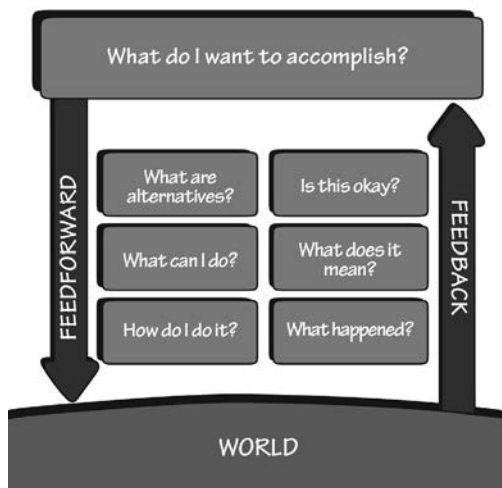 What do I want to accomplish?
FEEDFORWARD
What are
alternatives?
Is this okay?
What can I do?
What does it
mean?
How do I do it?
What happened?
FEEDBACK
WORLD